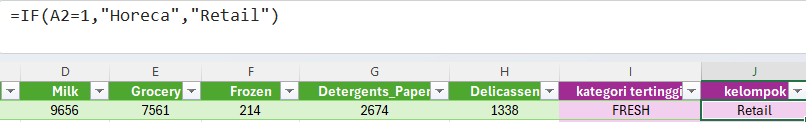 =IF(A2=1,"Horeca","Retail")
D E F G H I J
Milk Grocery Frozen Detergents_Paper Delicassen kategori tertinggi kelompok
9656 7561 214 2674 1338 FRESH Retail